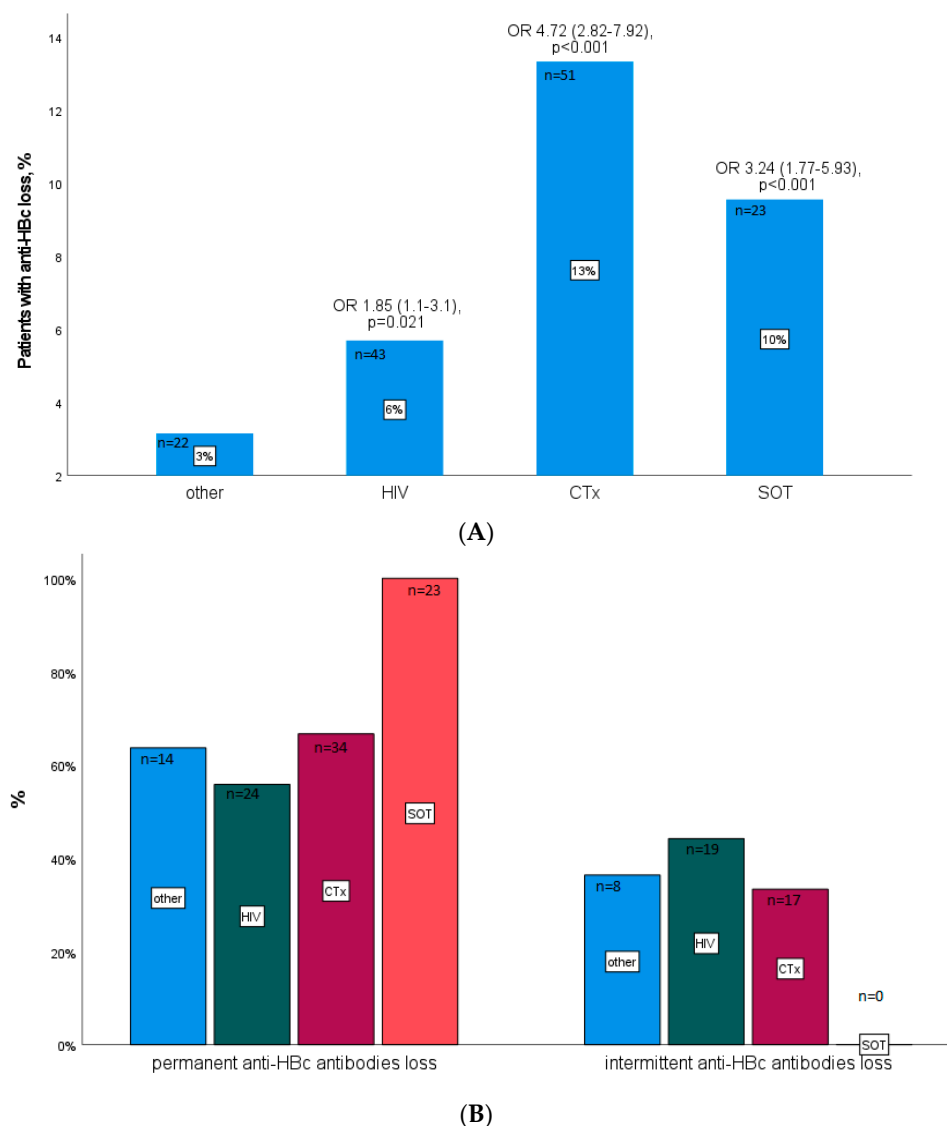 OR 4.72 (2.82-7.92),
p<0.001
14
n=51
12
OR 3.24 (1.77-5.93),
p<0.001
10
n=23
Patients with anti-HBc loss, %
8
13%
OR 1.85 (1.1-3.1),
p=0.021
6
n=43
10%
6%
4
n=22
3%
2
other HIV CTx SOT
(A)
100%
n=23
80%
n=14
n=34
60%
n=24
%
SOT
40%
n=19
n=8
n=17
other
HIV
CTx
20%
other
HIV
CTx
n=0
0%
SOT
permanent anti-HBc antibodies loss intermittent anti-HBc antibodies loss
(B)